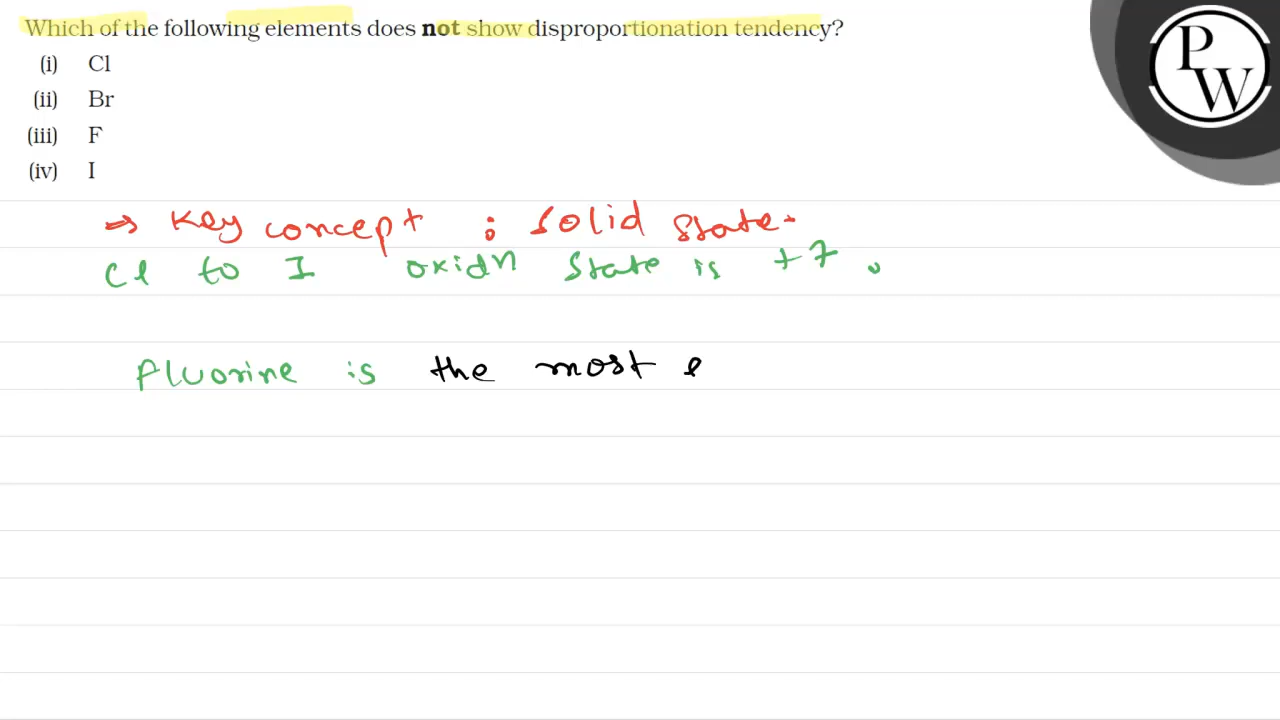 Which of the following elements does not show disproportionation tendency?
(i) Cl
(ii) Br
(iii) F
(iv) I
PW
⇒ Key concept : Solid State.
Cl to I oxidn State is +7.
Fluorine is the most e